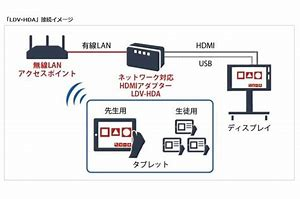 「LDV-HDA」接続イメージ
有線LAN
HDMI
USB
無線LAN
アクセスポイント
ネットワーク対応
HDMIアダプター
LDV-HDA
先生用
生徒用
ディスプレイ
タブレット